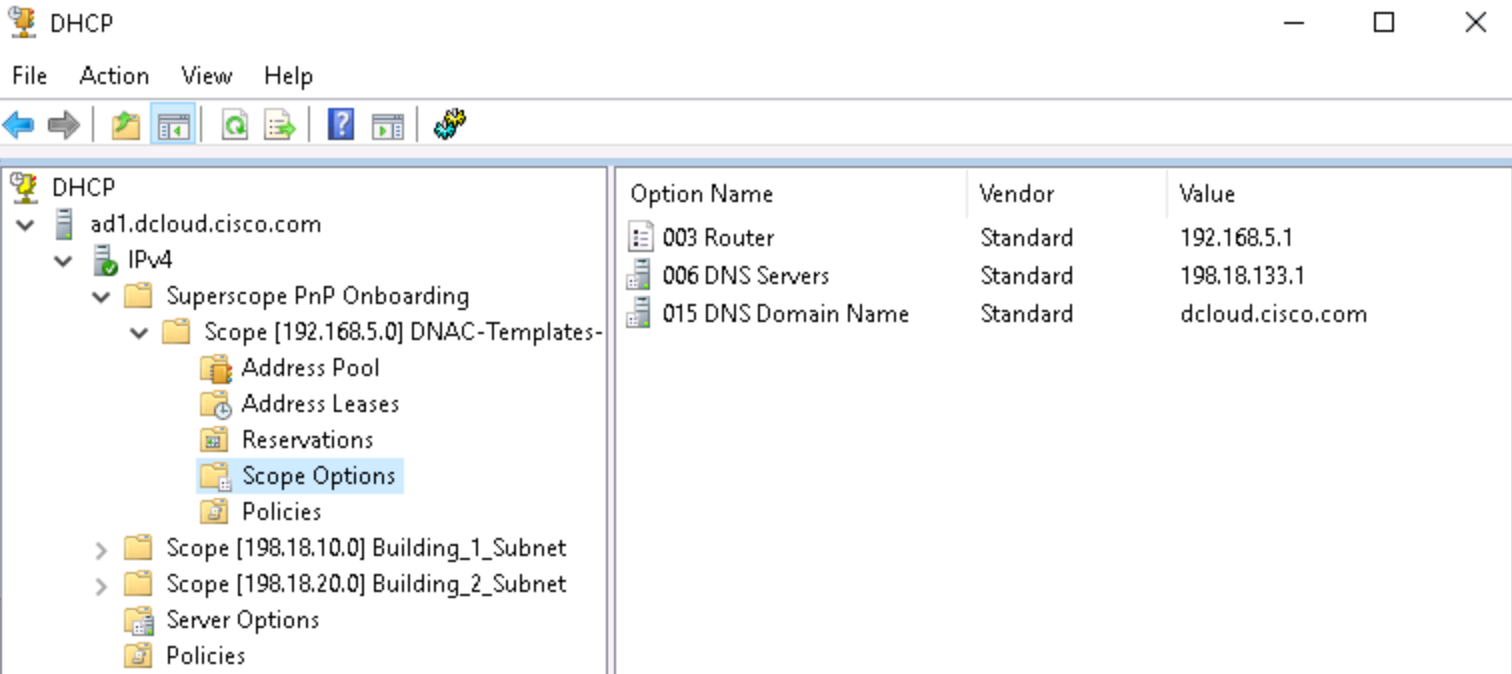 DHCP
File Action View Help
DHCP
ad1.dcloud.cisco.com
IPv4
Superscope PnP Onboarding
Scope [192.168.5.0] DNAC-Templates-
Address Pool
Address Leases
Reservations
Scope Options
Policies
Scope [198.18.10.0] Building_1_Subnet
Scope [198.18.20.0] Building_2_Subnet
Server Options
Policies
Option Name Vendor Value
003 Router Standard 192.168.5.1
006 DNS Servers Standard 198.18.133.1
015 DNS Domain Name Standard dcloud.cisco.com